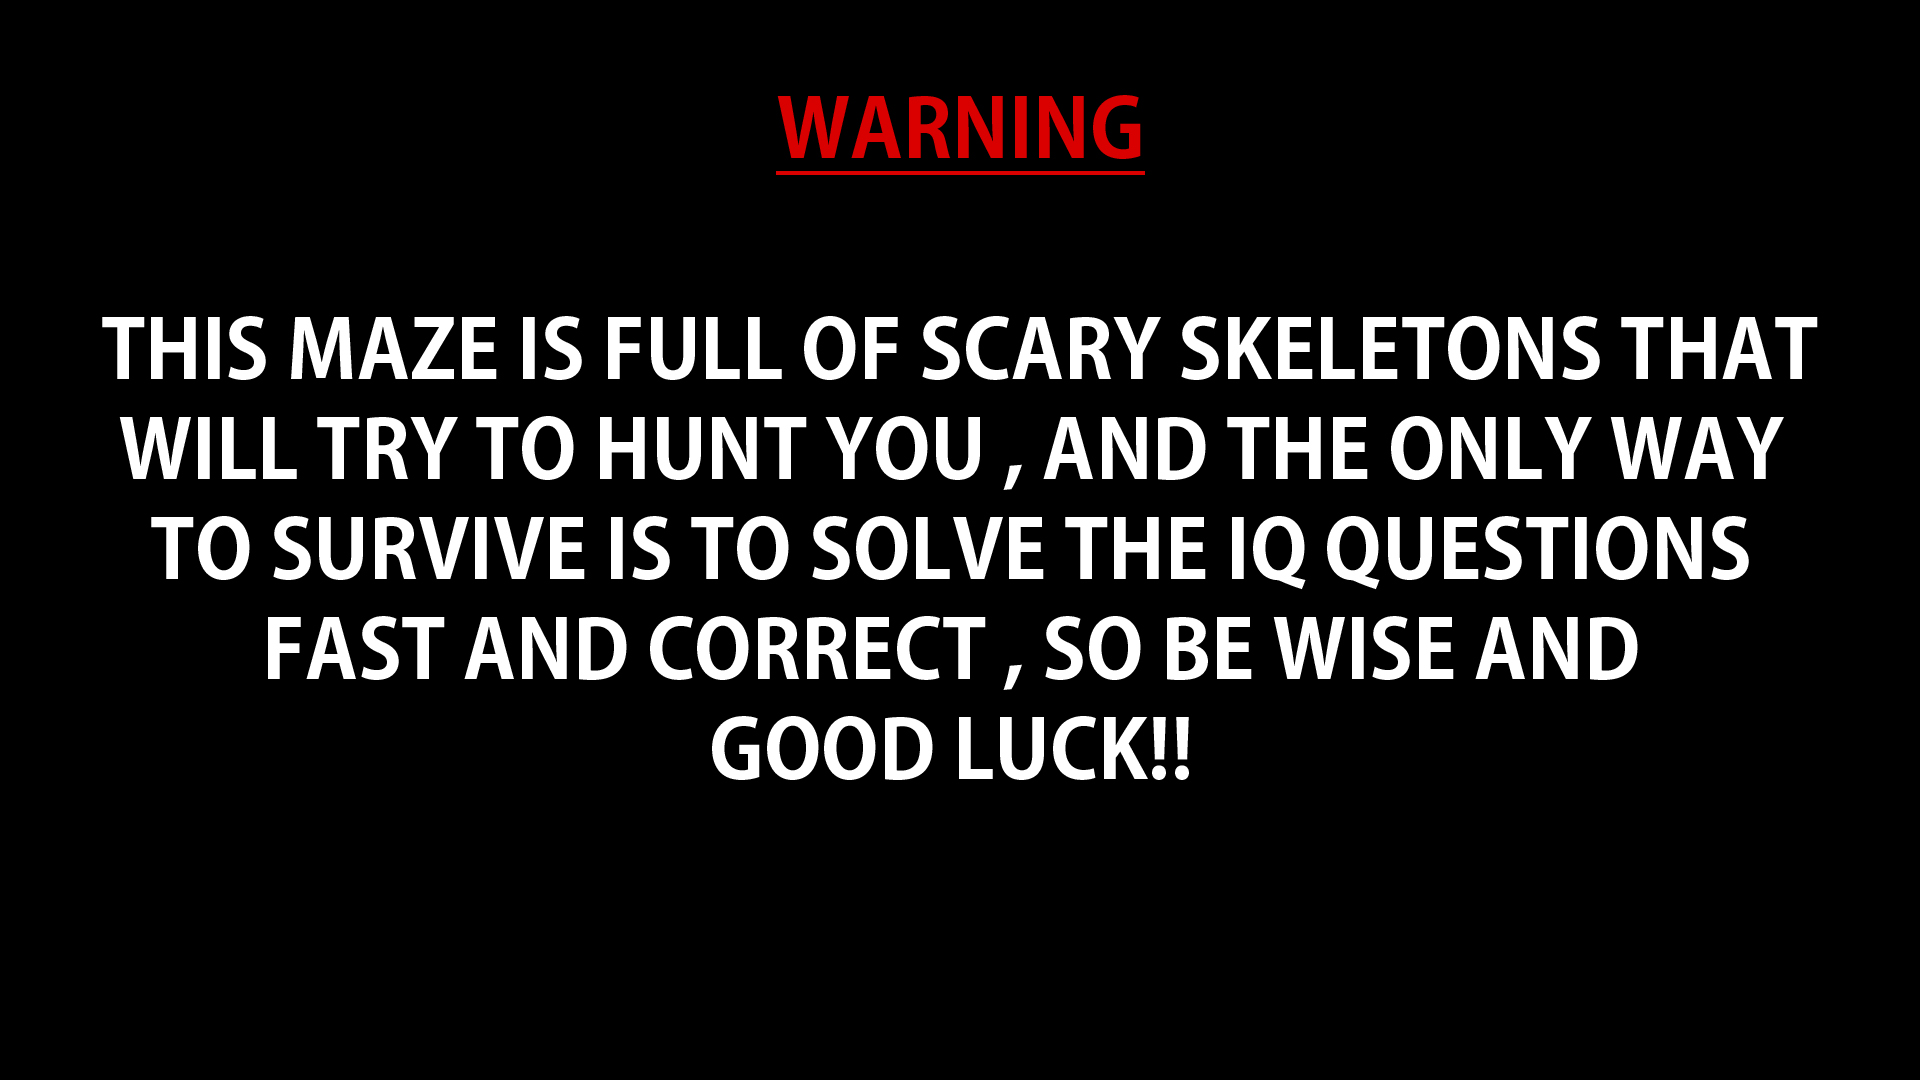 WARNING
THIS MAZE IS FULL OF SCARY SKELETONS THAT
WILL TRY TO HUNT YOU , AND THE ONLY WAY
TO SURVIVE IS TO SOLVE THE IQ QUESTIONS
FAST AND CORRECT , SO BE WISE AND
GOOD LUCK!!